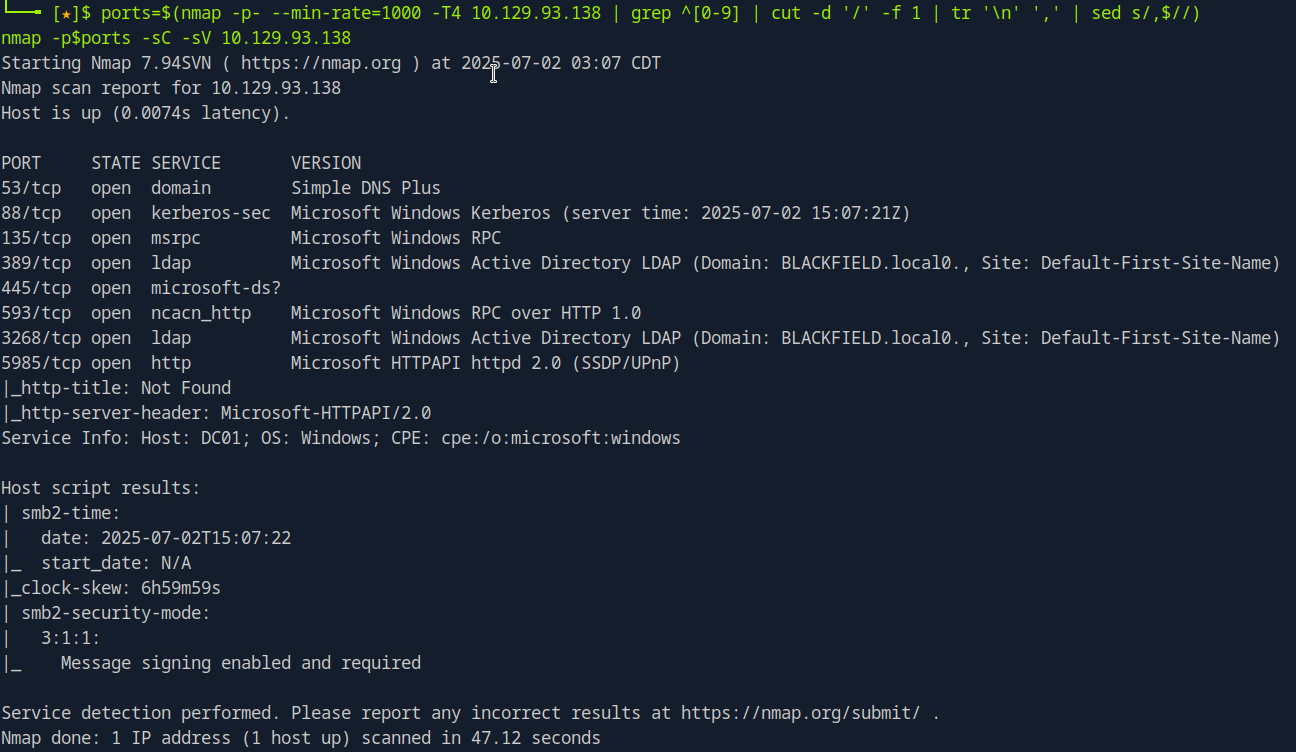 [★]$ ports=$(nmap -p- --min-rate=1000 -T4 10.129.93.138 | grep ^[0-9] | cut -d '/' -f 1 | tr '\n' ',' | sed s/,$//)
nmap -p$ports -sC -sV 10.129.93.138
Starting Nmap 7.94SVN ( https://nmap.org ) at 2025-07-02 03:07 CDT
Nmap scan report for 10.129.93.138
Host is up (0.0074s latency).

PORT     STATE SERVICE       VERSION
53/tcp   open  domain        Simple DNS Plus
88/tcp   open  kerberos-sec  Microsoft Windows Kerberos (server time: 2025-07-02 15:07:21Z)
135/tcp  open  msrpc         Microsoft Windows RPC
389/tcp  open  ldap          Microsoft Windows Active Directory LDAP (Domain: BLACKFIELD.local0., Site: Default-First-Site-Name)
445/tcp  open  microsoft-ds?
593/tcp  open  ncacn_http    Microsoft Windows RPC over HTTP 1.0
3268/tcp open  ldap          Microsoft Windows Active Directory LDAP (Domain: BLACKFIELD.local0., Site: Default-First-Site-Name)
5985/tcp open  http          Microsoft HTTPAPI httpd 2.0 (SSDP/UPnP)
|_http-title: Not Found
|_http-server-header: Microsoft-HTTPAPI/2.0
Service Info: Host: DC01; OS: Windows; CPE: cpe:/o:microsoft:windows

Host script results:
| smb2-time:
|   date: 2025-07-02T15:07:22
|_  start_date: N/A
|_clock-skew: 6h59m59s
| smb2-security-mode:
|   3:1:1:
|_    Message signing enabled and required

Service detection performed. Please report any incorrect results at https://nmap.org/submit/ .
Nmap done: 1 IP address (1 host up) scanned in 47.12 seconds